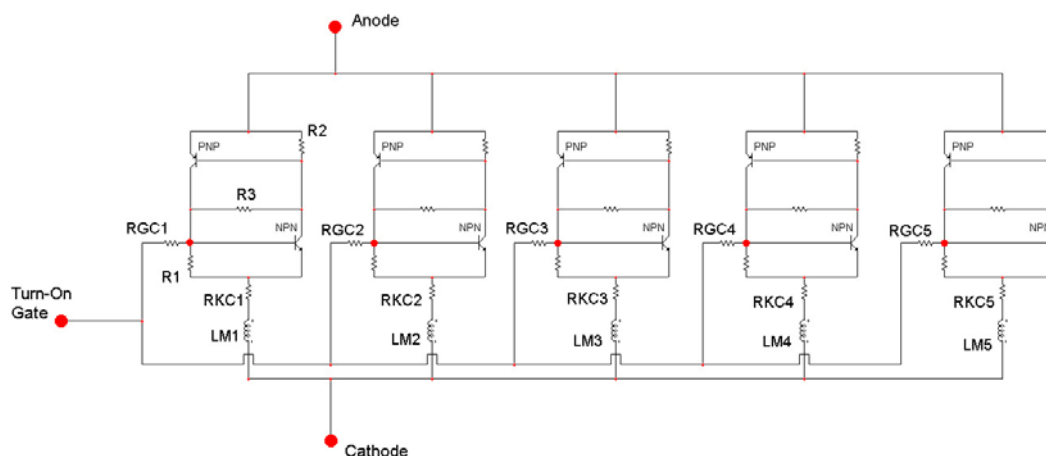 Anode
R2
PNP
PNP
PNP
PNP
PNP
R3
NPN
NPN
NPN
NPN
NPN
RGC1
RGC2
RGC3
RGC4
RGC5
R1
RKC1
RKC2
RKC3
RKC4
RKC5
Turn-On
Gate
LM1
LM2
LM3
LM4
LM5
Cathode